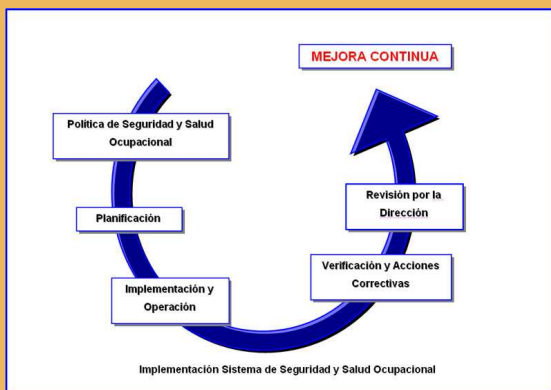 MEJORA CONTINUA
Política de Seguridad y Salud
Ocupacional
Planificación
Implementación y
Operación
Verificación y Acciones
Correctivas
Revisión por la
Dirección
Implementación Sistema de Seguridad y Salud Ocupacional